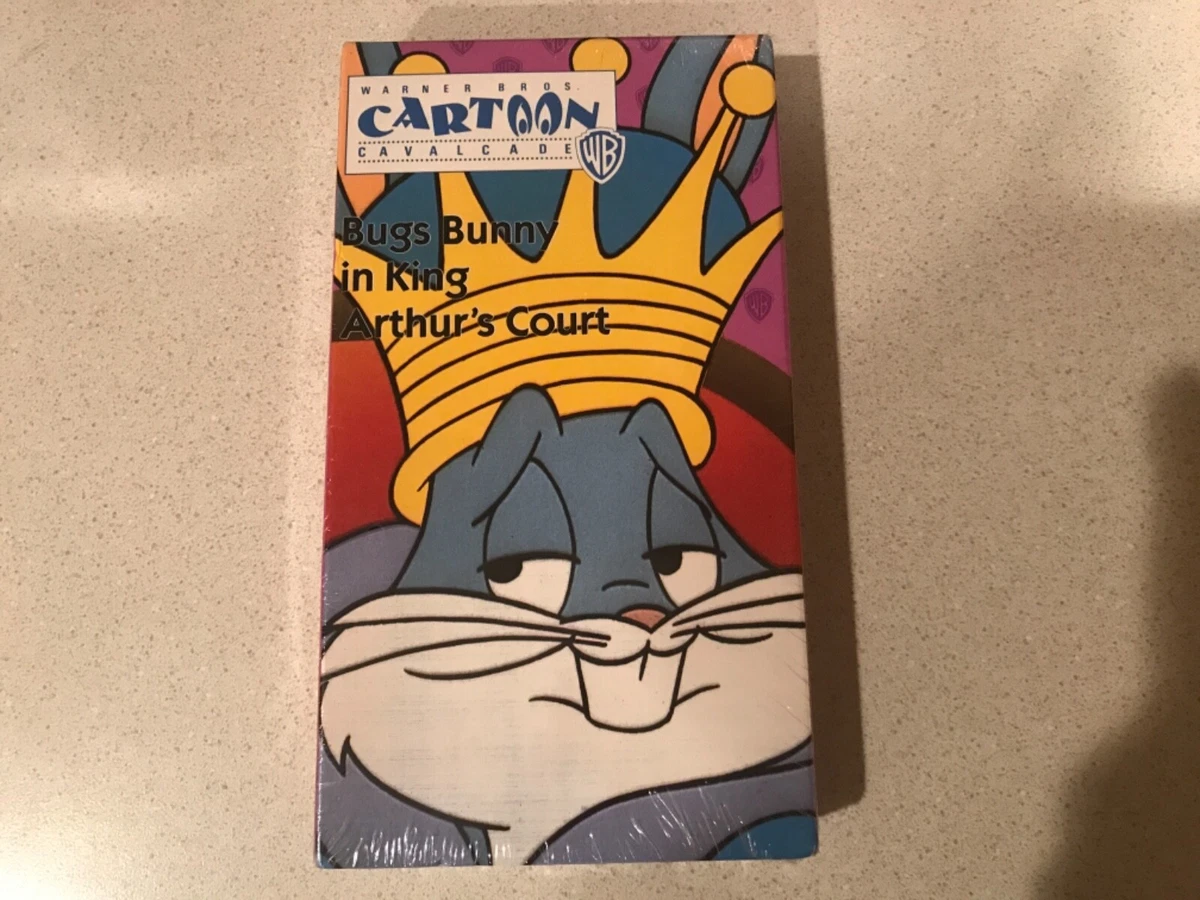 WARNER BROS.
CARTOON
CAVALCADE
WB
Bugs Bunny
in King
Arthur's Court